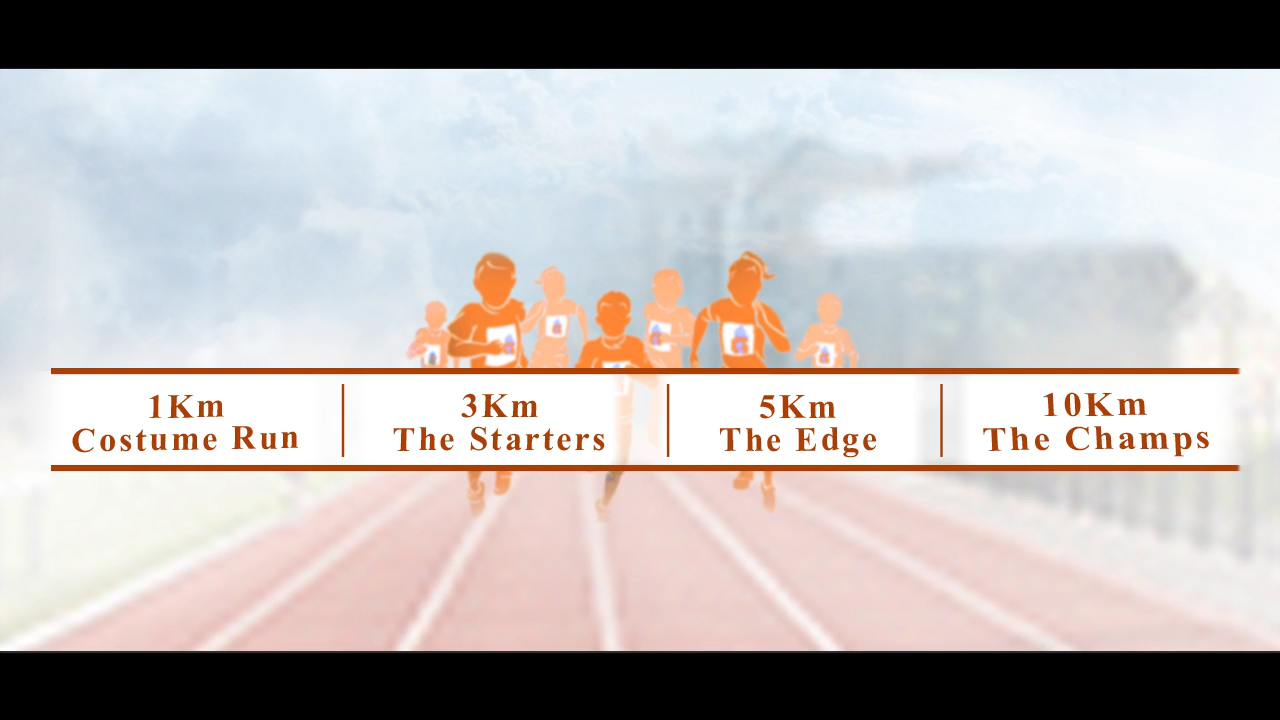 1Km
Costume Run
3Km
The Starters
5Km
The Edge
10Km
The Champs